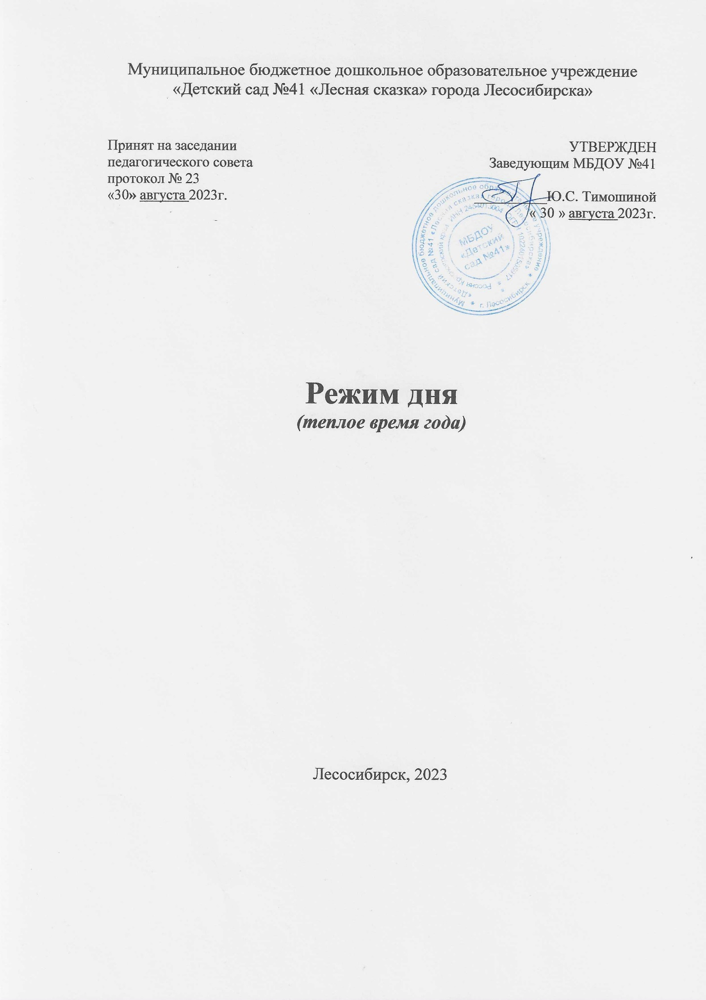 Муниципальное бюджетное дошкольное образовательное учреждение
«Детский сад №41 «Лесная сказка» города Лесосибирска»
Принят на заседании
педагогического совета
протокол № 23
«30» августа 2023г.
УТВЕРЖДЕН
Заведующим МБДОУ №41
Ю.С. Тимошиной
« 30 » августа 2023г.
Муниципальное бюджетное дошкольное образовательное учреждение * г. Лесосибирск *
«Детский сад №41 «Лесная сказка» города Лесосибирска» *
Россия Красноярский край ИНН 2454013004 ОГРН 1022401505917 *
МБДОУ
«Детский
сад №41»
Режим дня
(теплое время года)
Лесосибирск, 2023